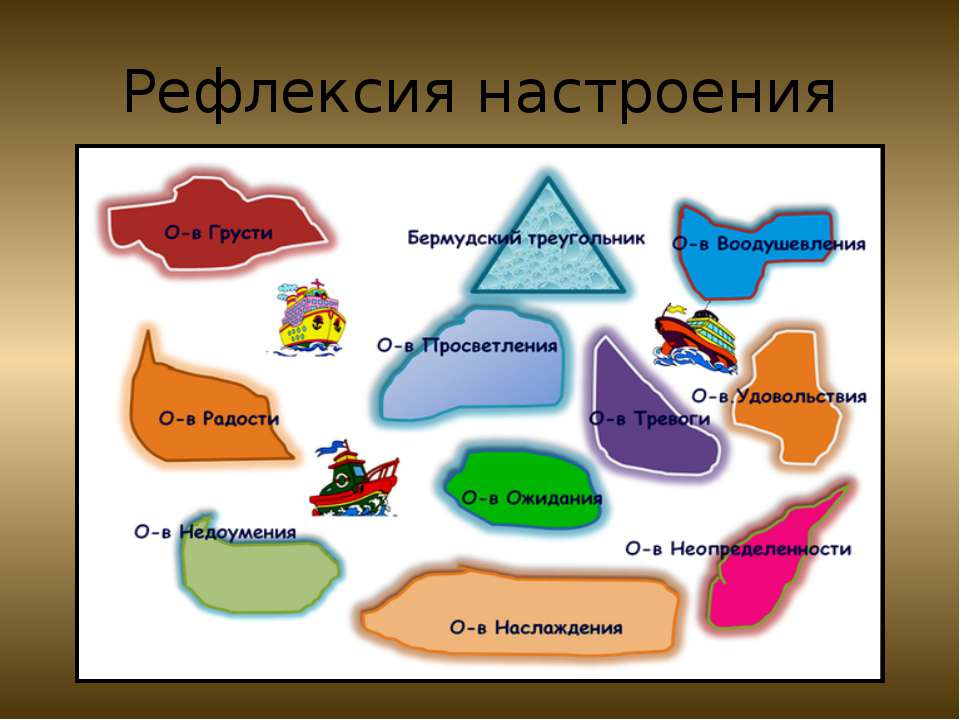 Рефлексия настроения
О-в Грусти
Бермудский треугольник
О-в Воодушевления
О-в Просветления
О-в Удовольствия
О-в Радости
О-в Тревоги
О-в Ожидания
О-в Недоумения
О-в Неопределенности
О-в Наслаждения